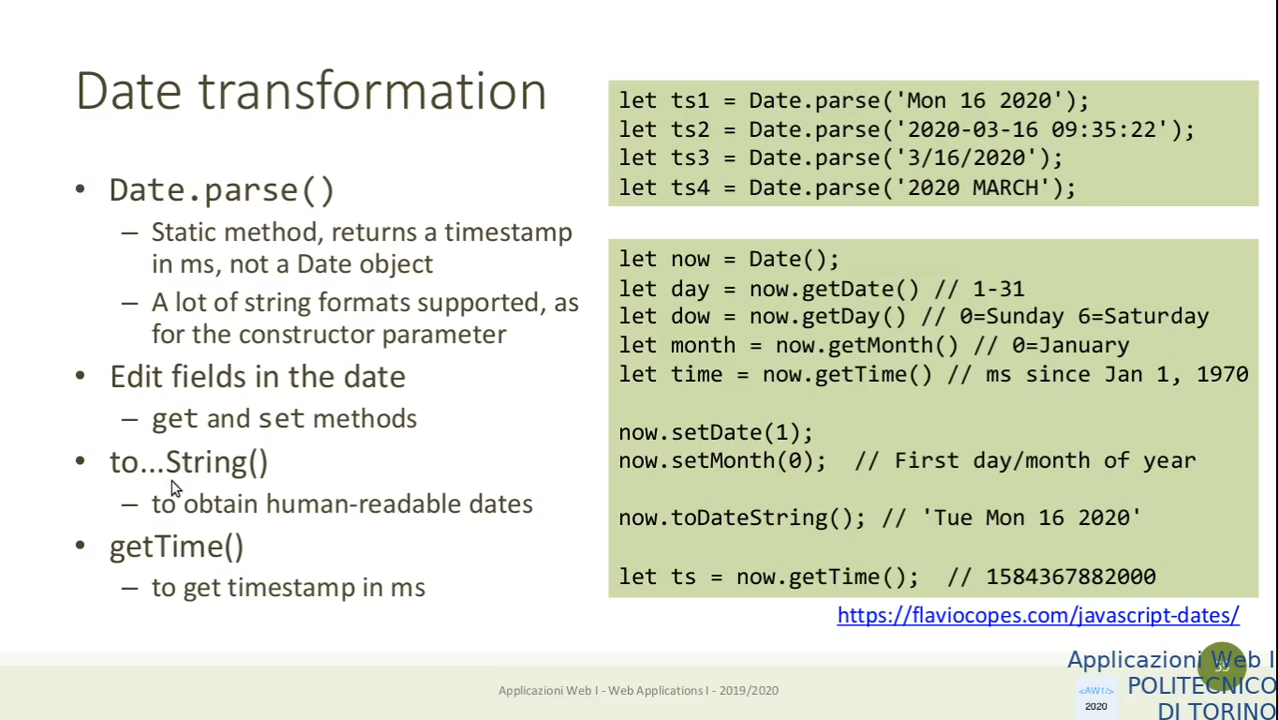 Date transformation
• Date.parse()
– Static method, returns a timestamp
in ms, not a Date object
– A lot of string formats supported, as
for the constructor parameter
• Edit fields in the date
– get and set methods
• to...String()
– to obtain human-readable dates
• getTime()
– to get timestamp in ms
let ts1 = Date.parse('Mon 16 2020');
let ts2 = Date.parse('2020-03-16 09:35:22');
let ts3 = Date.parse('3/16/2020');
let ts4 = Date.parse('2020 MARCH');
let now = Date();
let day = now.getDate() // 1-31
let dow = now.getDay() // 0=Sunday 6=Saturday
let month = now.getMonth() // 0=January
let time = now.getTime() // ms since Jan 1, 1970
now.setDate(1);
now.setMonth(0); // First day/month of year
now.toDateString(); // 'Tue Mon 16 2020'
let ts = now.getTime(); // 1584367882000
https://flaviocopes.com/javascript-dates/
Applicazioni Web I - Web Applications I - 2019/2020
<AW1/>
2020
Applicazioni Web I
POLITECNICO
DI TORINO